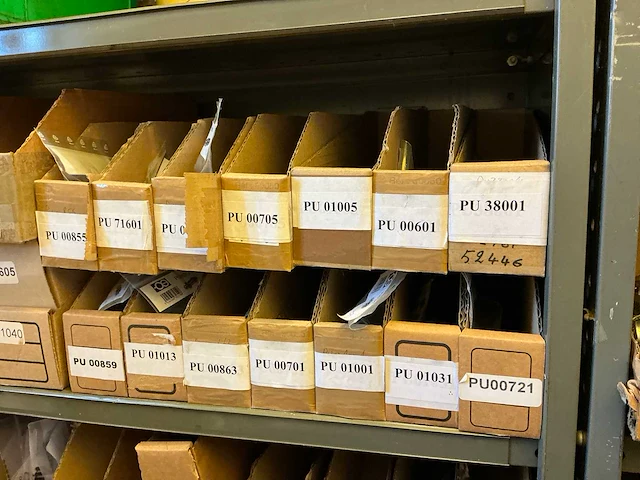 PU 00855
PU 71601
PU 0
PU 00705
PU 01005
PU 00601
PU 38001
52446
605
1040
PU 00859
PU 01013
PU 00863
PU 00701
PU 01001
PU 01031
PU00721